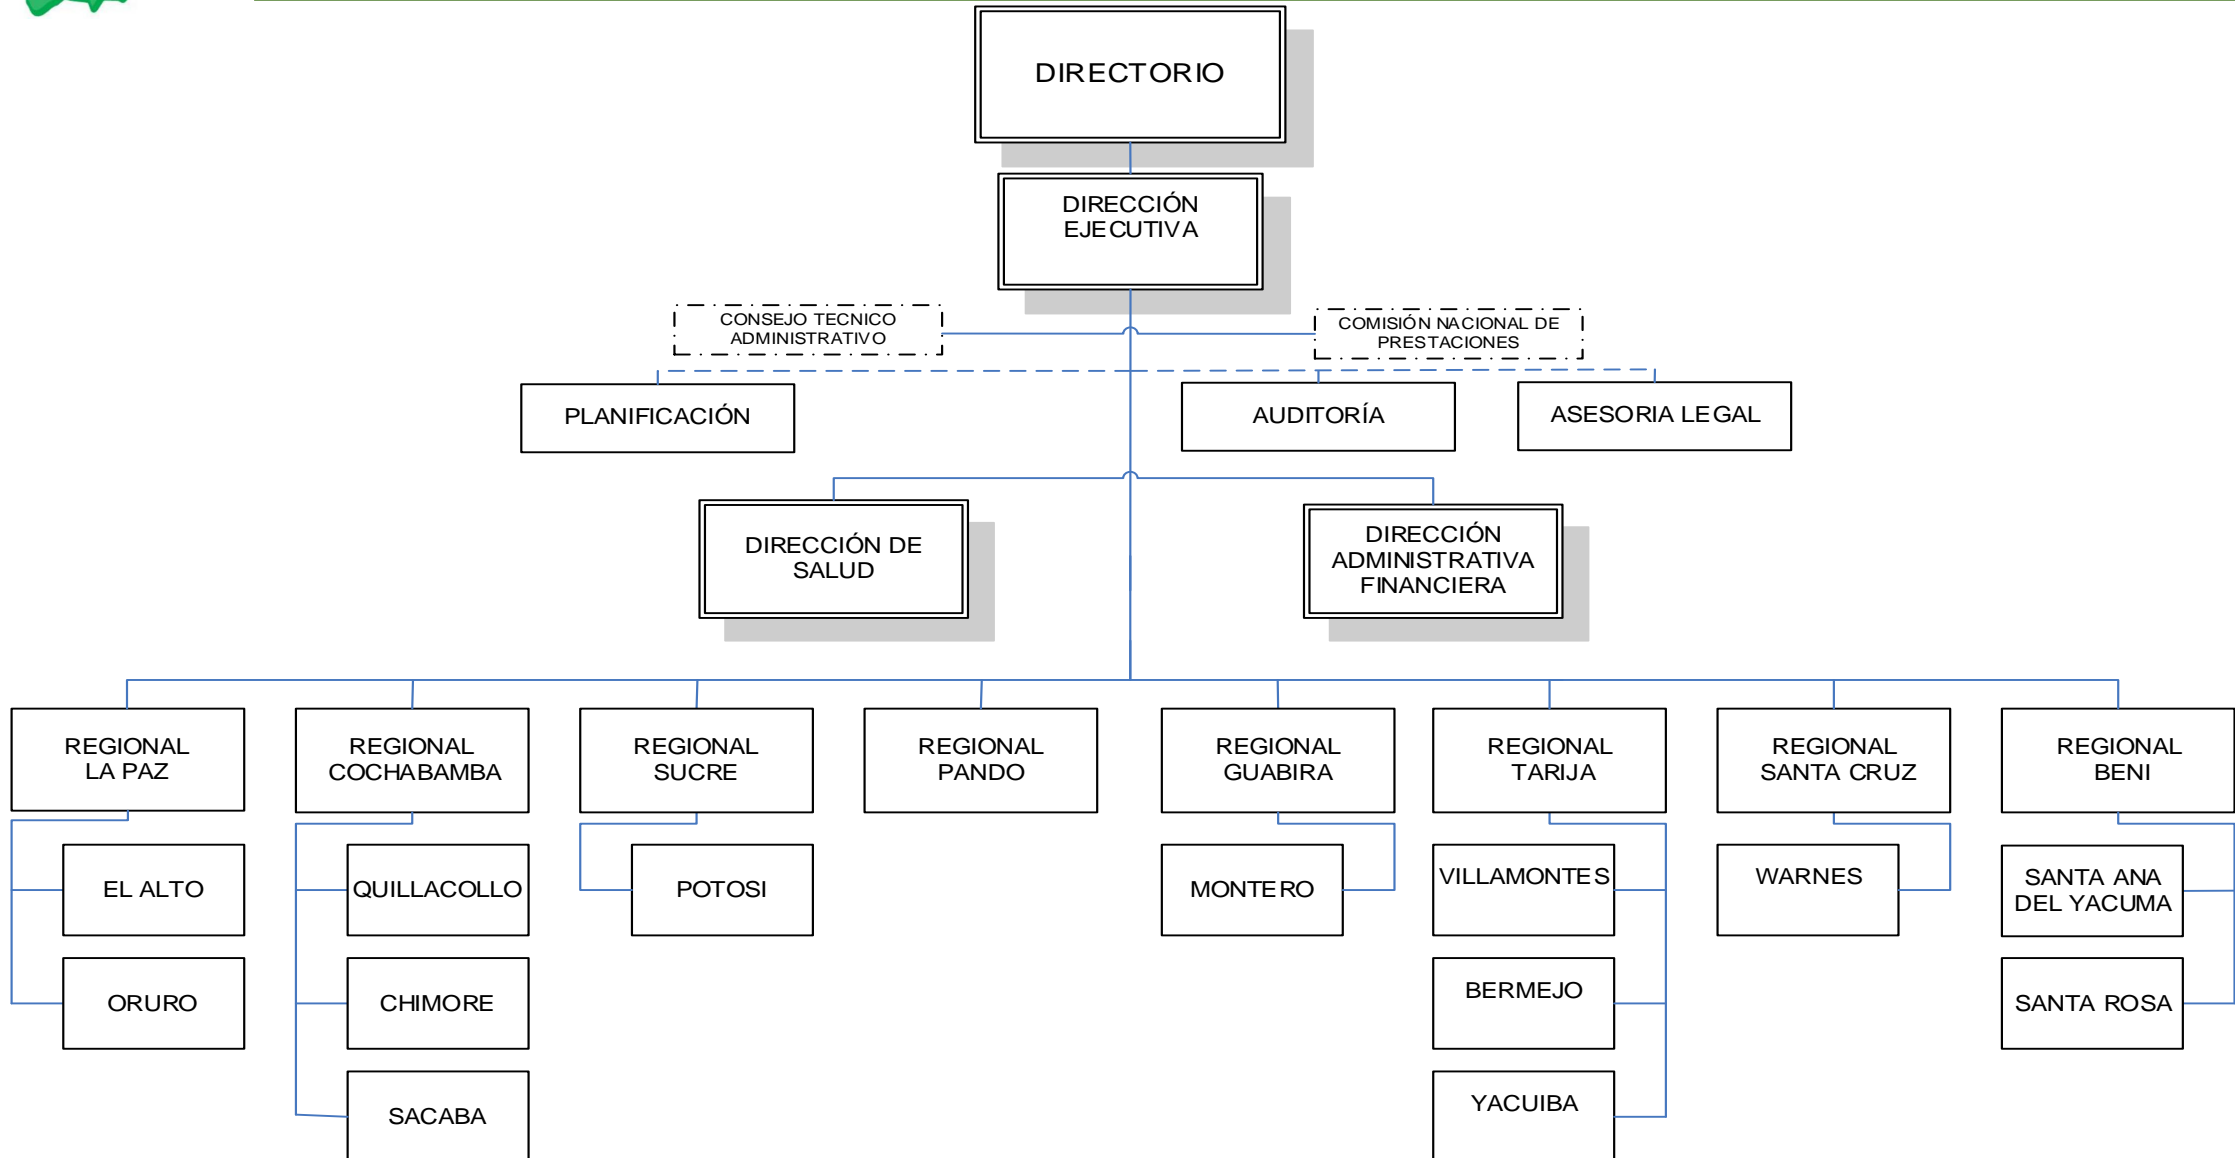 DIRECTORIO
DIRECCIÓN
EJECUTIVA
CONSEJO TECNICO
ADMINISTRATIVO
COMISIÓN NACIONAL DE
PRESTACIONES
PLANIFICACIÓN
AUDITORÍA
ASESORIA LEGAL
DIRECCIÓN DE
SALUD
DIRECCIÓN
ADMINISTRATIVA
FINANCIERA
REGIONAL
LA PAZ
REGIONAL
COCHABAMBA
REGIONAL
SUCRE
REGIONAL
PANDO
REGIONAL
GUABIRA
REGIONAL
TARIJA
REGIONAL
SANTA CRUZ
REGIONAL
BENI
EL ALTO
QUILLACOLLO
POTOSI
MONTERO
VILLAMONTES
WARNES
SANTA ANA
DEL YACUMA
ORURO
CHIMORE
BERMEJO
SANTA ROSA
SACABA
YACUIBA